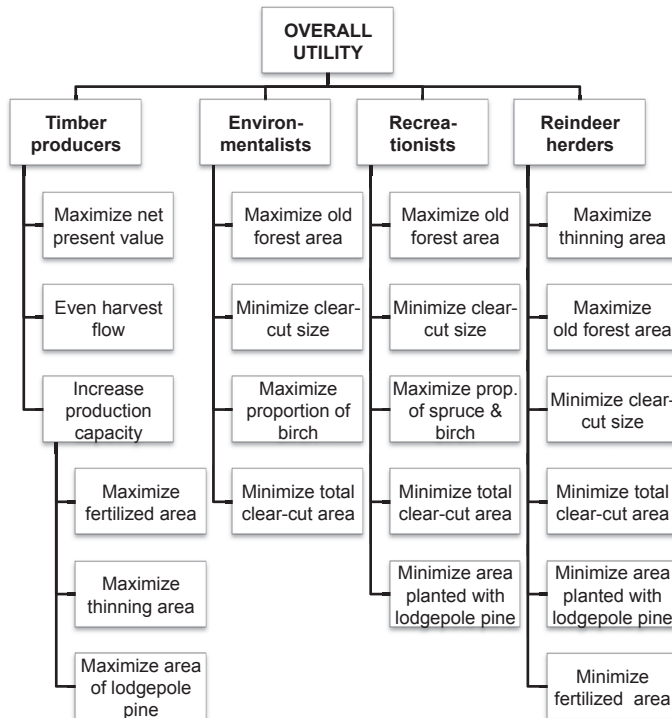 OVERALL
UTILITY
Timber
producers
Maximize net
present value
Even harvest
flow
Increase
production
capacity
Maximize
fertilized area
Maximize
thinning area
Maximize area
of lodgepole
pine
Environ-
mentalists
Maximize old
forest area
Minimize clear-
cut size
Maximize
proportion of
birch
Minimize total
clear-cut area
Recrea-
tionists
Maximize old
forest area
Minimize clear-
cut size
Maximize prop.
of spruce &
birch
Minimize total
clear-cut area
Minimize area
planted with
lodgepole pine
Reindeer
herders
Maximize
thinning area
Maximize
old forest area
Minimize clear-
cut size
Minimize total
clear-cut area
Minimize area
planted with
lodgepole pine
Minimize
fertilized area